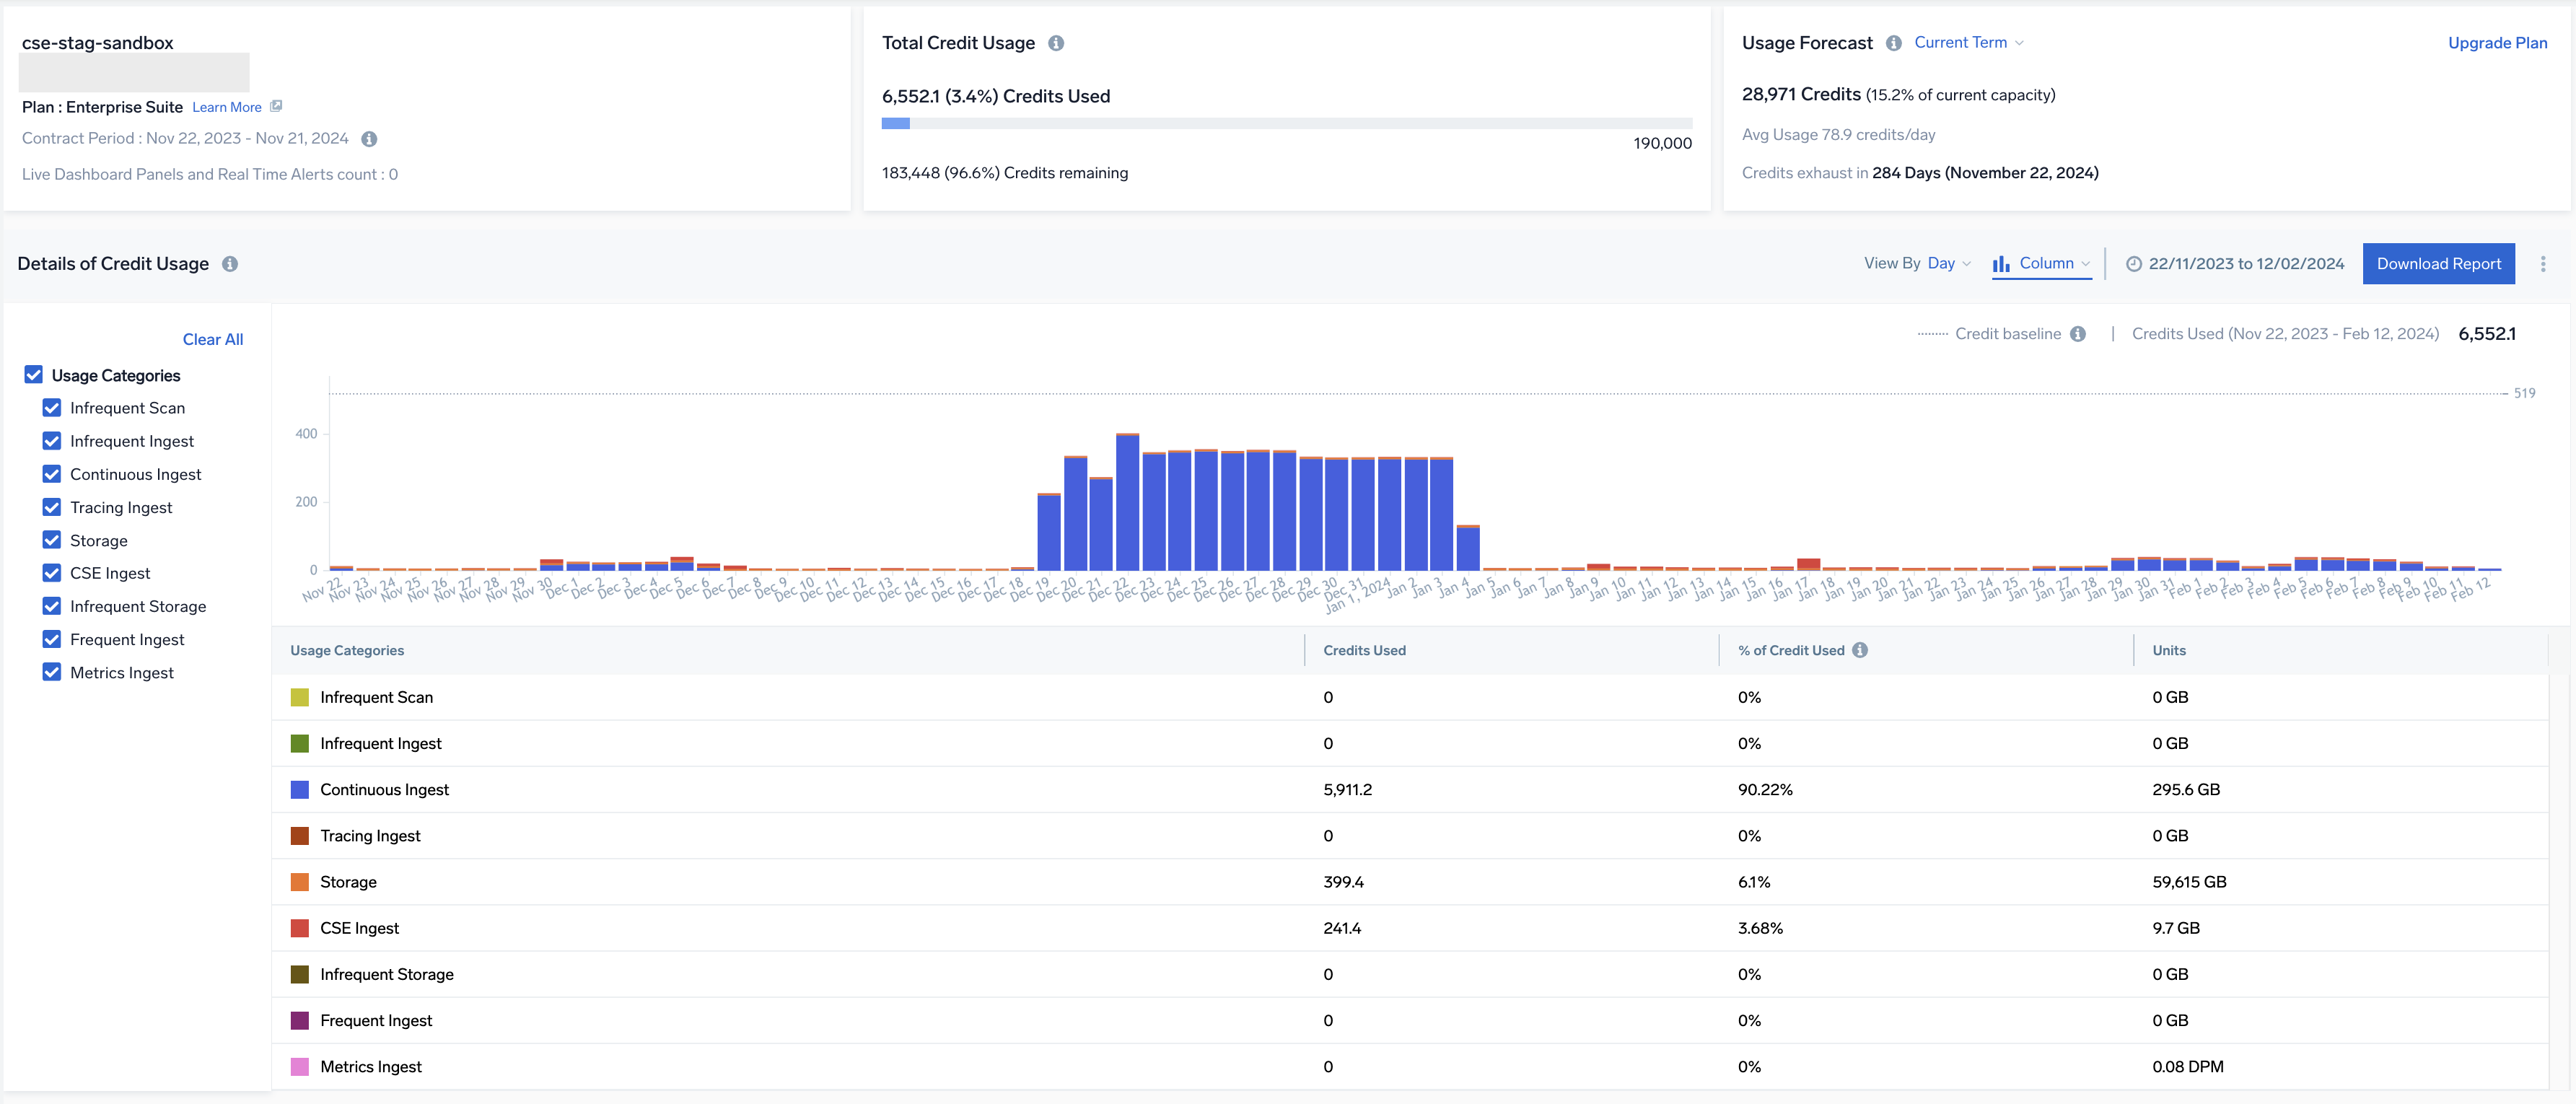 cse-stag-sandbox
Plan : Enterprise Suite Learn More
Contract Period : Nov 22, 2023 - Nov 21, 2024
Live Dashboard Panels and Real Time Alerts count : 0
Total Credit Usage
6,552.1 (3.4%) Credits Used
190,000
183,448 (96.6%) Credits remaining
Usage Forecast Current Term Upgrade Plan
28,971 Credits (15.2% of current capacity)
Avg Usage 78.9 credits/day
Credits exhaust in 284 Days (November 22, 2024)
Details of Credit Usage View By Day Column 22/11/2023 to 12/02/2024 Download Report
Clear All
Usage Categories
Infrequent Scan
Infrequent Ingest
Continuous Ingest
Tracing Ingest
Storage
CSE Ingest
Infrequent Storage
Frequent Ingest
Metrics Ingest
Credit baseline | Credits Used (Nov 22, 2023 - Feb 12, 2024) 6,552.1
519
400
200
0
Nov 22 Nov 23 Nov 24 Nov 25 Nov 26 Nov 27 Nov 28 Nov 29 Nov 30 Dec 1 Dec 2 Dec 3 Dec 4 Dec 5 Dec 6 Dec 7 Dec 8 Dec 9 Dec 10 Dec 11 Dec 12 Dec 13 Dec 14 Dec 15 Dec 16 Dec 17 Dec 18 Dec 19 Dec 20 Dec 21 Dec 22 Dec 23 Dec 24 Dec 25 Dec 26 Dec 27 Dec 28 Dec 29 Dec 30 Dec 31 Jan 1, 2024 Jan 2 Jan 3 Jan 4 Jan 5 Jan 6 Jan 7 Jan 8 Jan 9 Jan 10 Jan 11 Jan 12 Jan 13 Jan 14 Jan 15 Jan 16 Jan 17 Jan 18 Jan 19 Jan 20 Jan 21 Jan 22 Jan 23 Jan 24 Jan 25 Jan 26 Jan 27 Jan 28 Jan 29 Jan 30 Jan 31 Feb 1 Feb 2 Feb 3 Feb 4 Feb 5 Feb 6 Feb 7 Feb 8 Feb 9 Feb 10 Feb 11 Feb 12
Usage Categories Credits Used % of Credit Used Units
Infrequent Scan 0 0% 0 GB
Infrequent Ingest 0 0% 0 GB
Continuous Ingest 5,911.2 90.22% 295.6 GB
Tracing Ingest 0 0% 0 GB
Storage 399.4 6.1% 59,615 GB
CSE Ingest 241.4 3.68% 9.7 GB
Infrequent Storage 0 0% 0 GB
Frequent Ingest 0 0% 0 GB
Metrics Ingest 0 0% 0.08 DPM